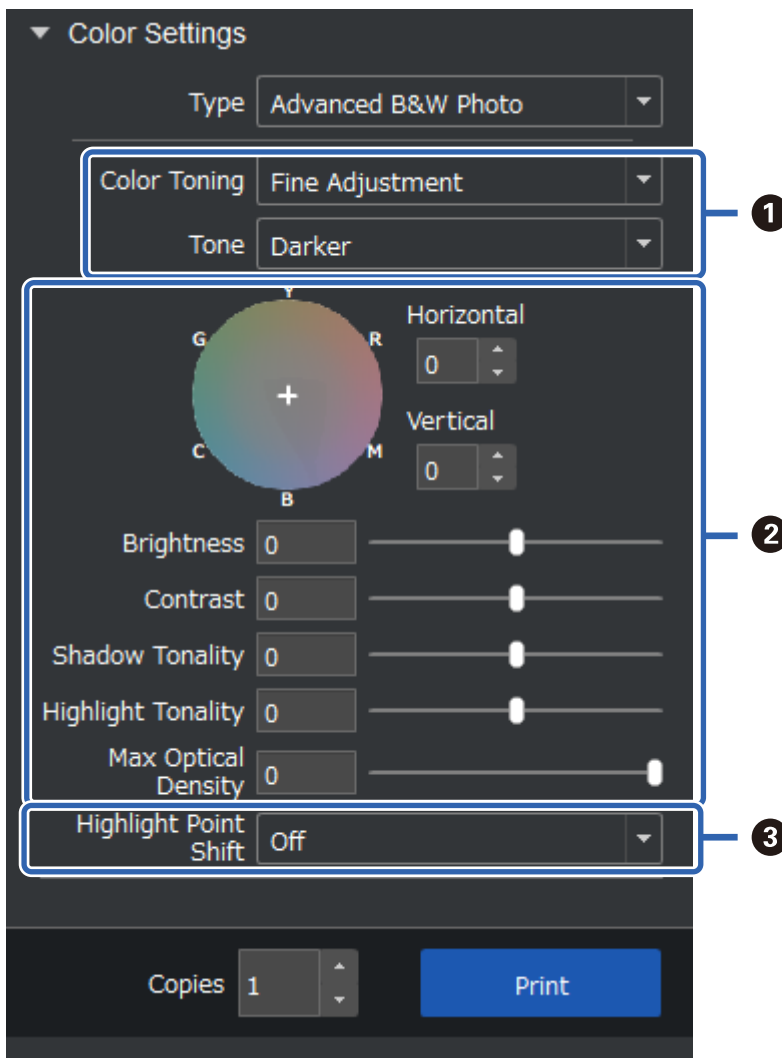 Color Settings
Type Advanced B&W Photo
Color Toning Fine Adjustment
Tone Darker
1
Y
G
R
C
M
B
Horizontal
0
Vertical
0
Brightness 0
Contrast 0
Shadow Tonality 0
Highlight Tonality 0
Max Optical
Density 0
2
Highlight Point
Shift Off
3
Copies 1 Print